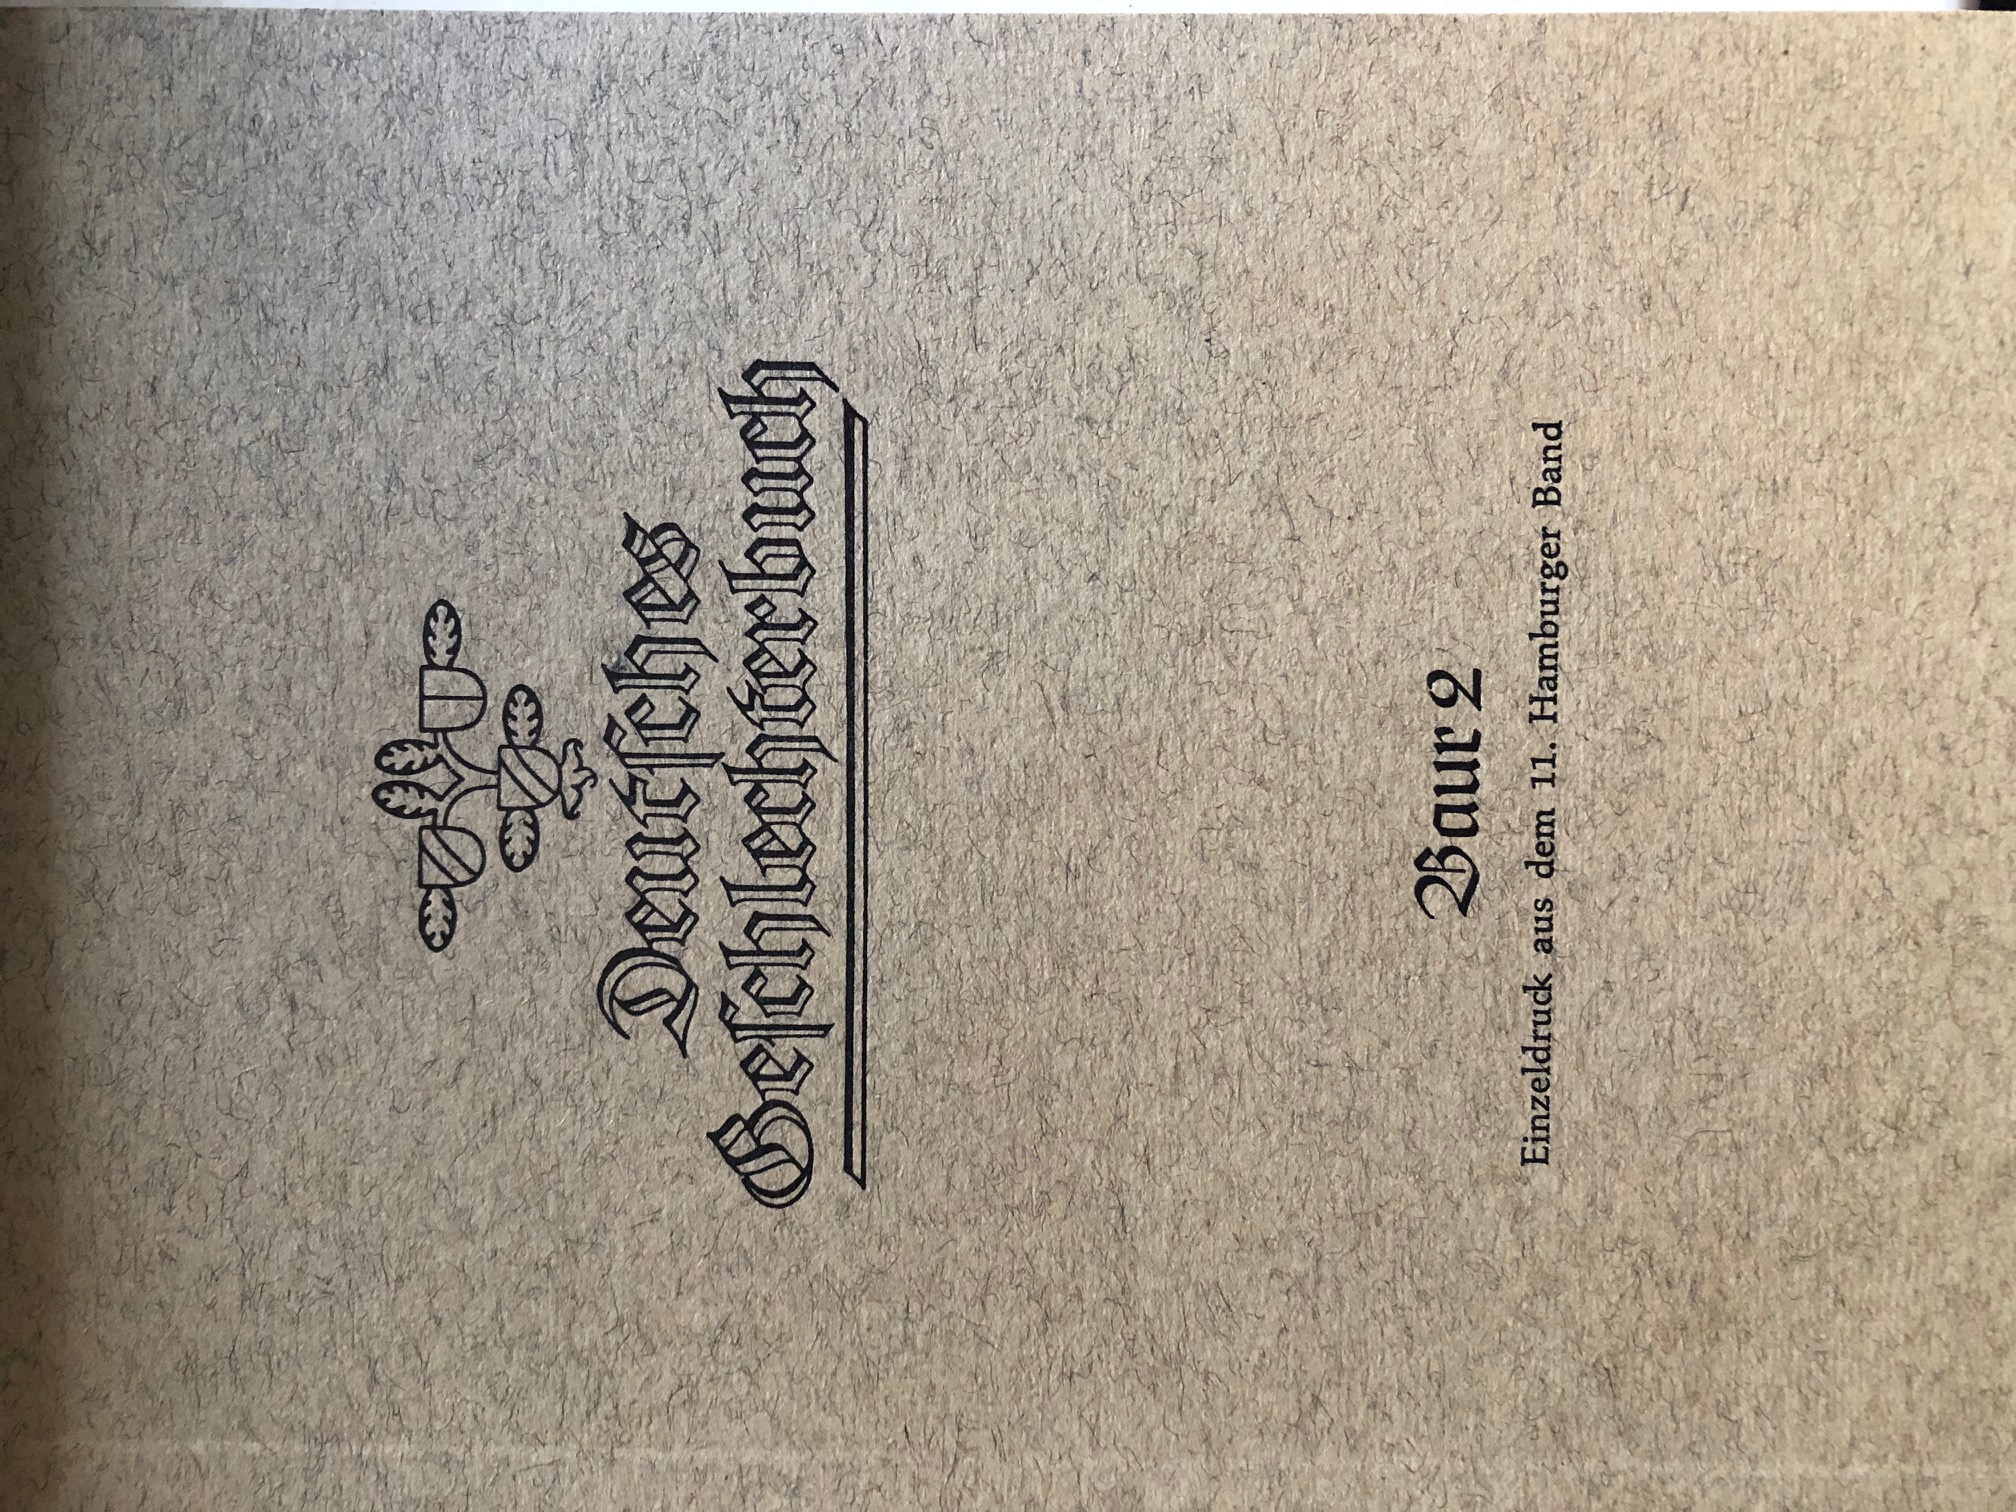 Deutsches
Geschlechterbuch
Baur 2
Einzeldruck aus dem 11. Hamburger Band